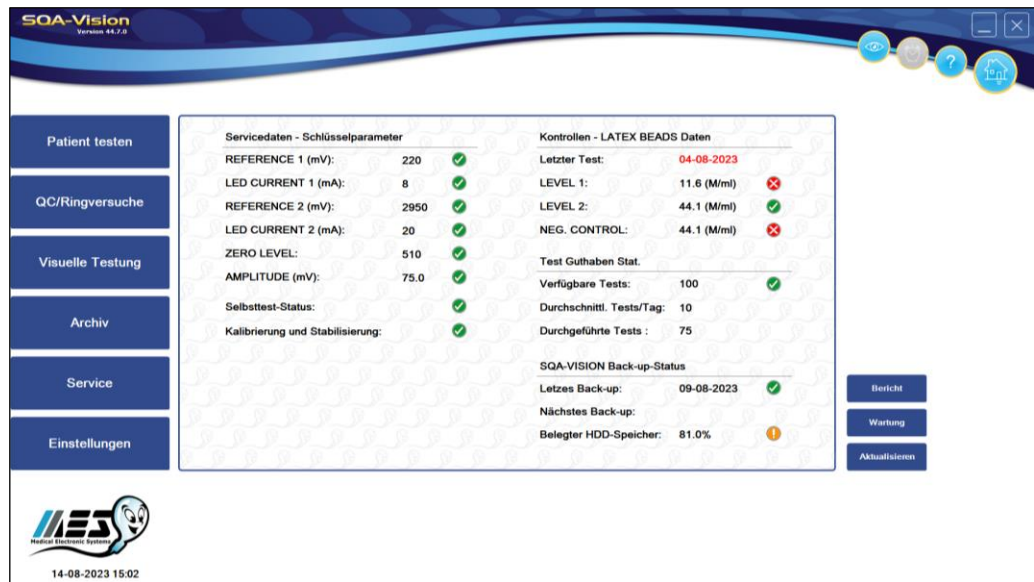 SQA-Vision
Version 44.7.0
?
Patient testen
QC/Ringversuche
Visuelle Testung
Archiv
Service
Einstellungen
Servicedaten - Schlüsselparameter
REFERENCE 1 (mV): 220
LED CURRENT 1 (mA): 8
REFERENCE 2 (mV): 2950
LED CURRENT 2 (mA): 20
ZERO LEVEL: 510
AMPLITUDE (mV): 75.0
Selbsttest-Status:
Kalibrierung und Stabilisierung:
Kontrollen - LATEX BEADS Daten
Letzter Test: 04-08-2023
LEVEL 1: 11.6 (M/ml)
LEVEL 2: 44.1 (M/ml)
NEG. CONTROL: 44.1 (M/ml)
Test Guthaben Stat.
Verfügbare Tests: 100
Durchschnittl. Tests/Tag: 10
Durchgeführte Tests : 75
SQA-VISION Back-up-Status
Letzes Back-up: 09-08-2023
Nächstes Back-up:
Belegter HDD-Speicher: 81.0%
Bericht
Wartung
Aktualisieren
MES
Medical Electronic Systems
14-08-2023 15:02